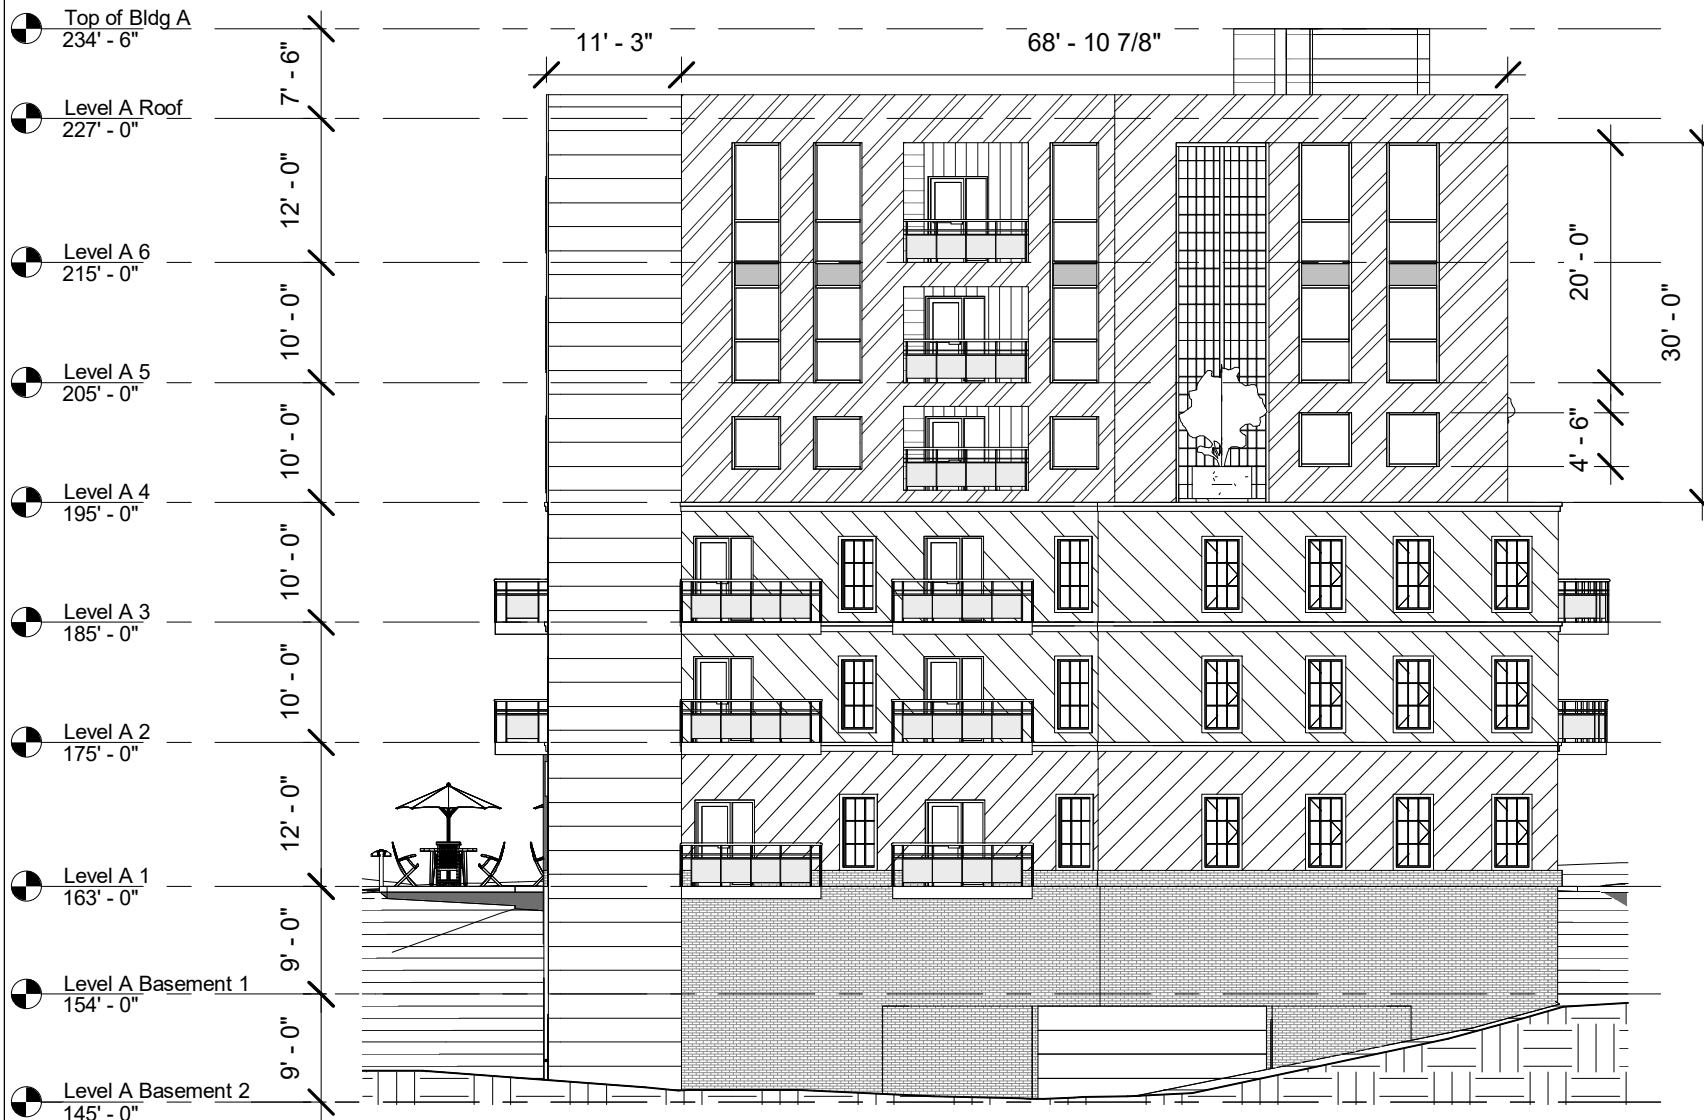 Top of Bldg A
234' - 6"
11' - 3"
68' - 10 7/8"
7' - 6"
Level A Roof
227' - 0"
12' - 0"
Level A 6
215' - 0"
20' - 0"
30' - 0"
10' - 0"
Level A 5
205' - 0"
4' - 6"
10' - 0"
Level A 4
195' - 0"
10' - 0"
Level A 3
185' - 0"
10' - 0"
Level A 2
175' - 0"
12' - 0"
Level A 1
163' - 0"
9' - 0"
Level A Basement 1
154' - 0"
9' - 0"
Level A Basement 2
145' - 0"